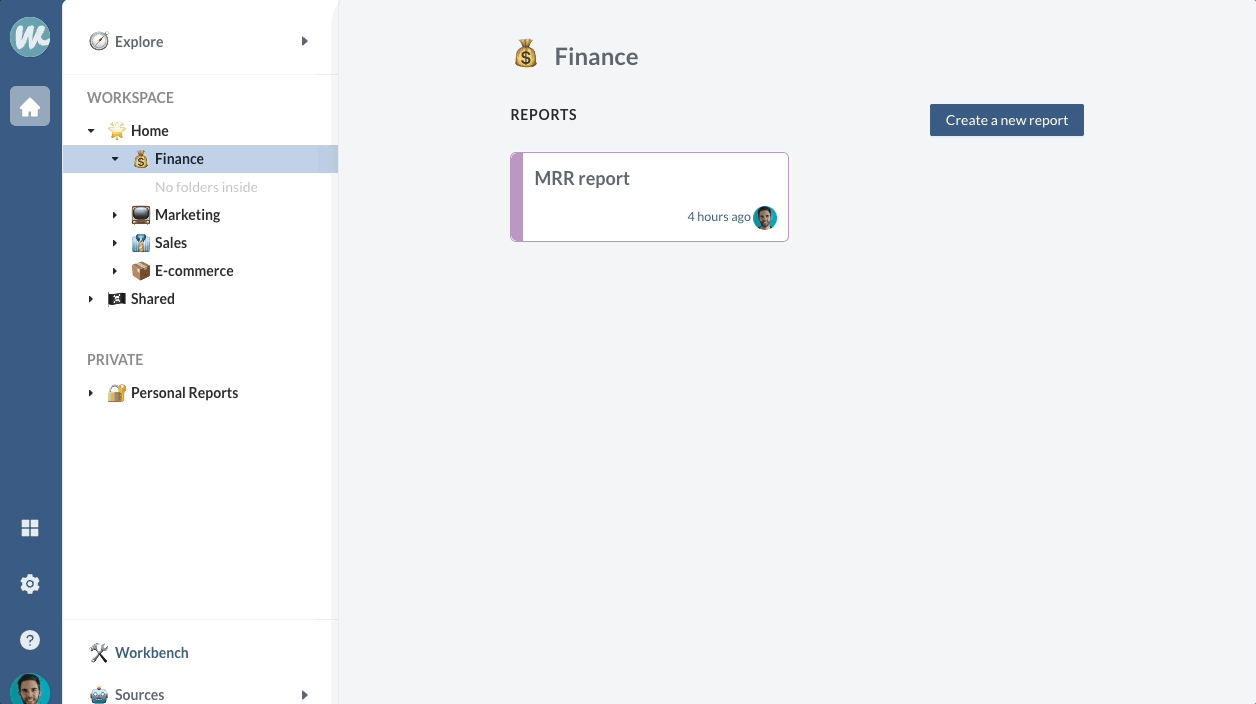 Explore
WORKSPACE
Home
Finance
No folders inside
Marketing
Sales
E-commerce
Shared
PRIVATE
Personal Reports
Workbench
Sources
Finance
REPORTS
Create a new report
MRR report
4 hours ago